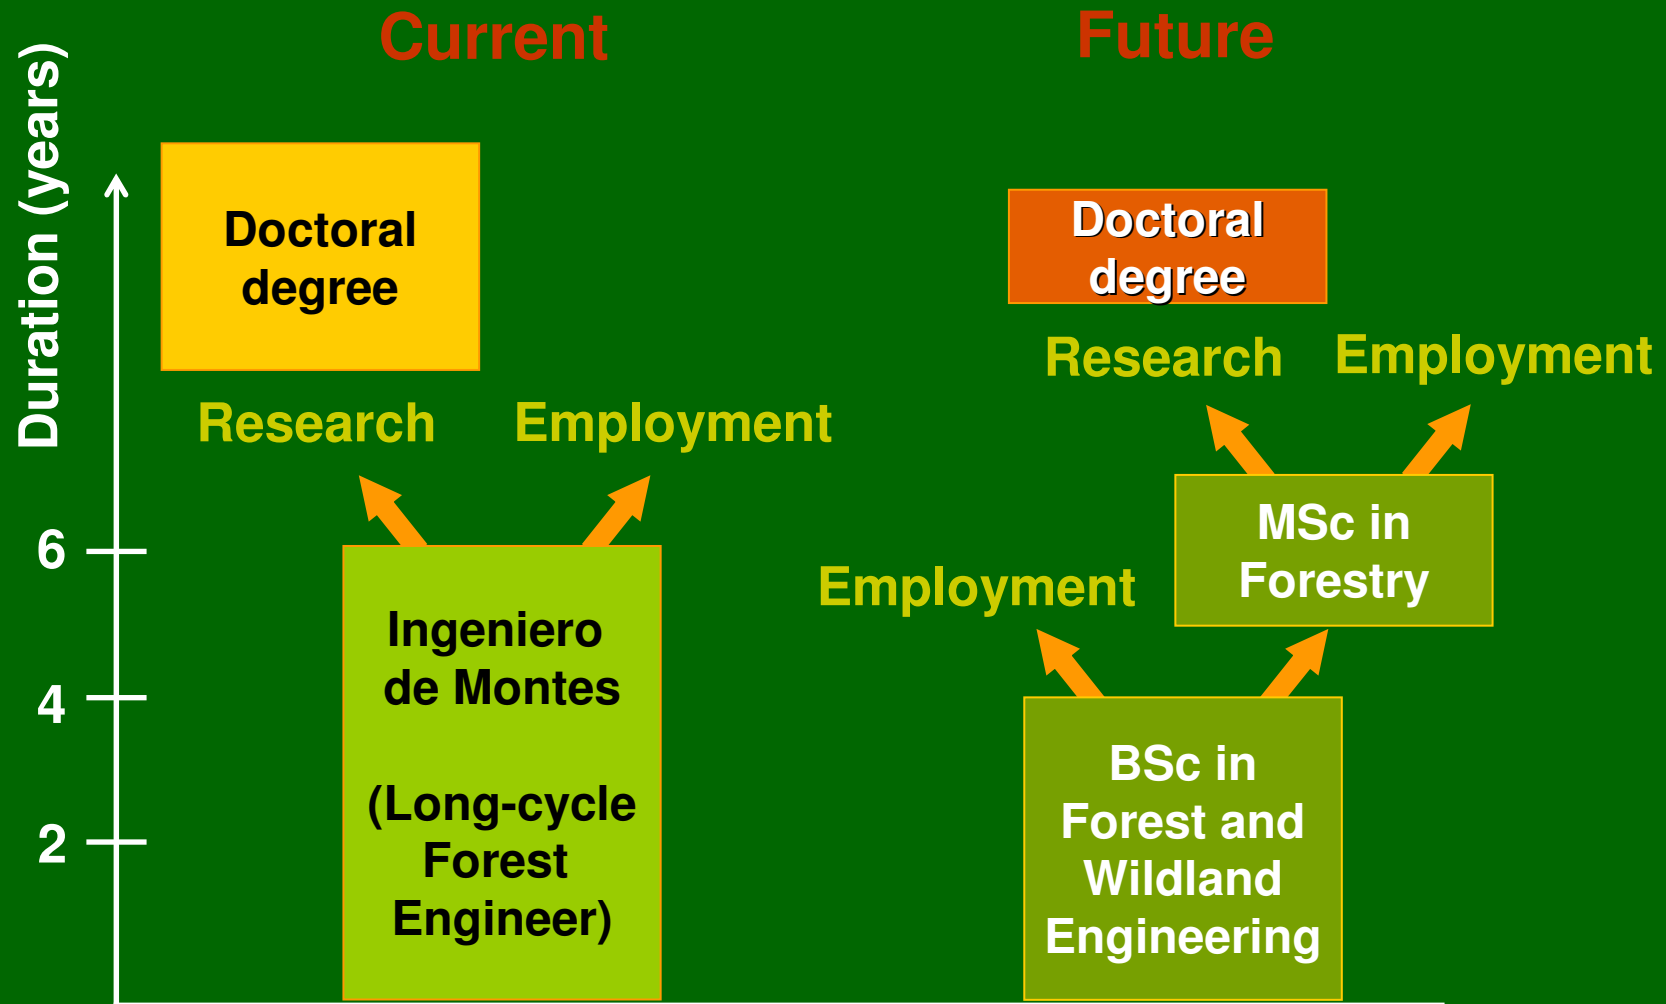 Current
Future
Duration (years)
Doctoral
degree
Doctoral
degree
Research
Employment
Research
Employment
6
4
2
Ingeniero
de Montes
(Long-cycle
Forest
Engineer)
Employment
MSc in
Forestry
BSc in
Forest and
Wildland
Engineering